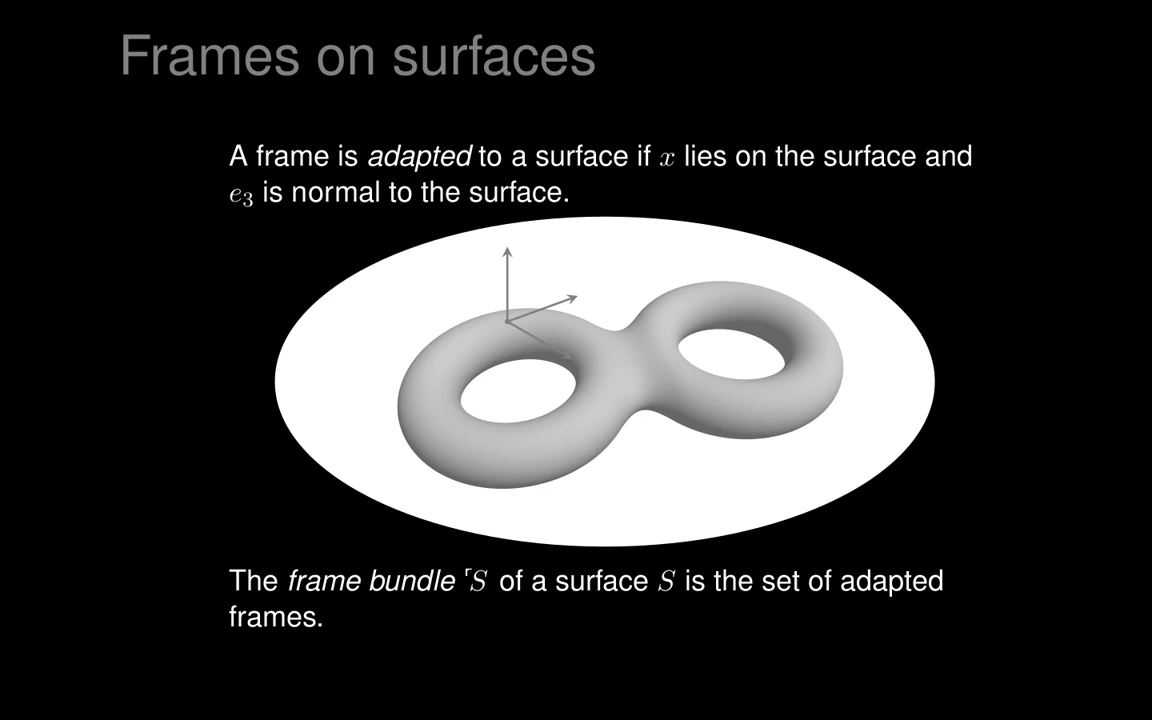 Frames on surfaces
A frame is adapted to a surface if x lies on the surface and
e₃ is normal to the surface.
The frame bundle ⌜S of a surface S is the set of adapted
frames.